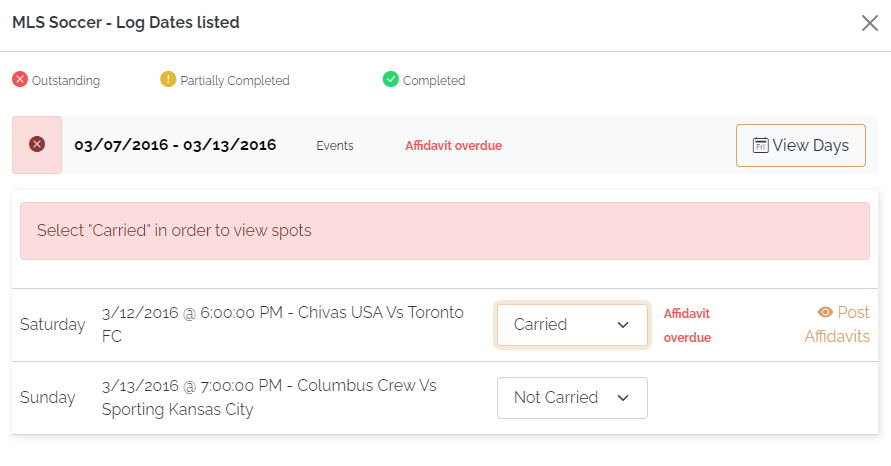 MLS Soccer - Log Dates listed
Outstanding
Partially Completed
Completed
03/07/2016 - 03/13/2016
Events
Affidavit overdue
Fri
View Days
Select "Carried" in order to view spots
Saturday
3/12/2016 @ 6:00:00 PM - Chivas USA Vs Toronto
FC
Carried
Affidavit
overdue
Post
Affidavits
Sunday
3/13/2016 @ 7:00:00 PM - Columbus Crew Vs
Sporting Kansas City
Not Carried